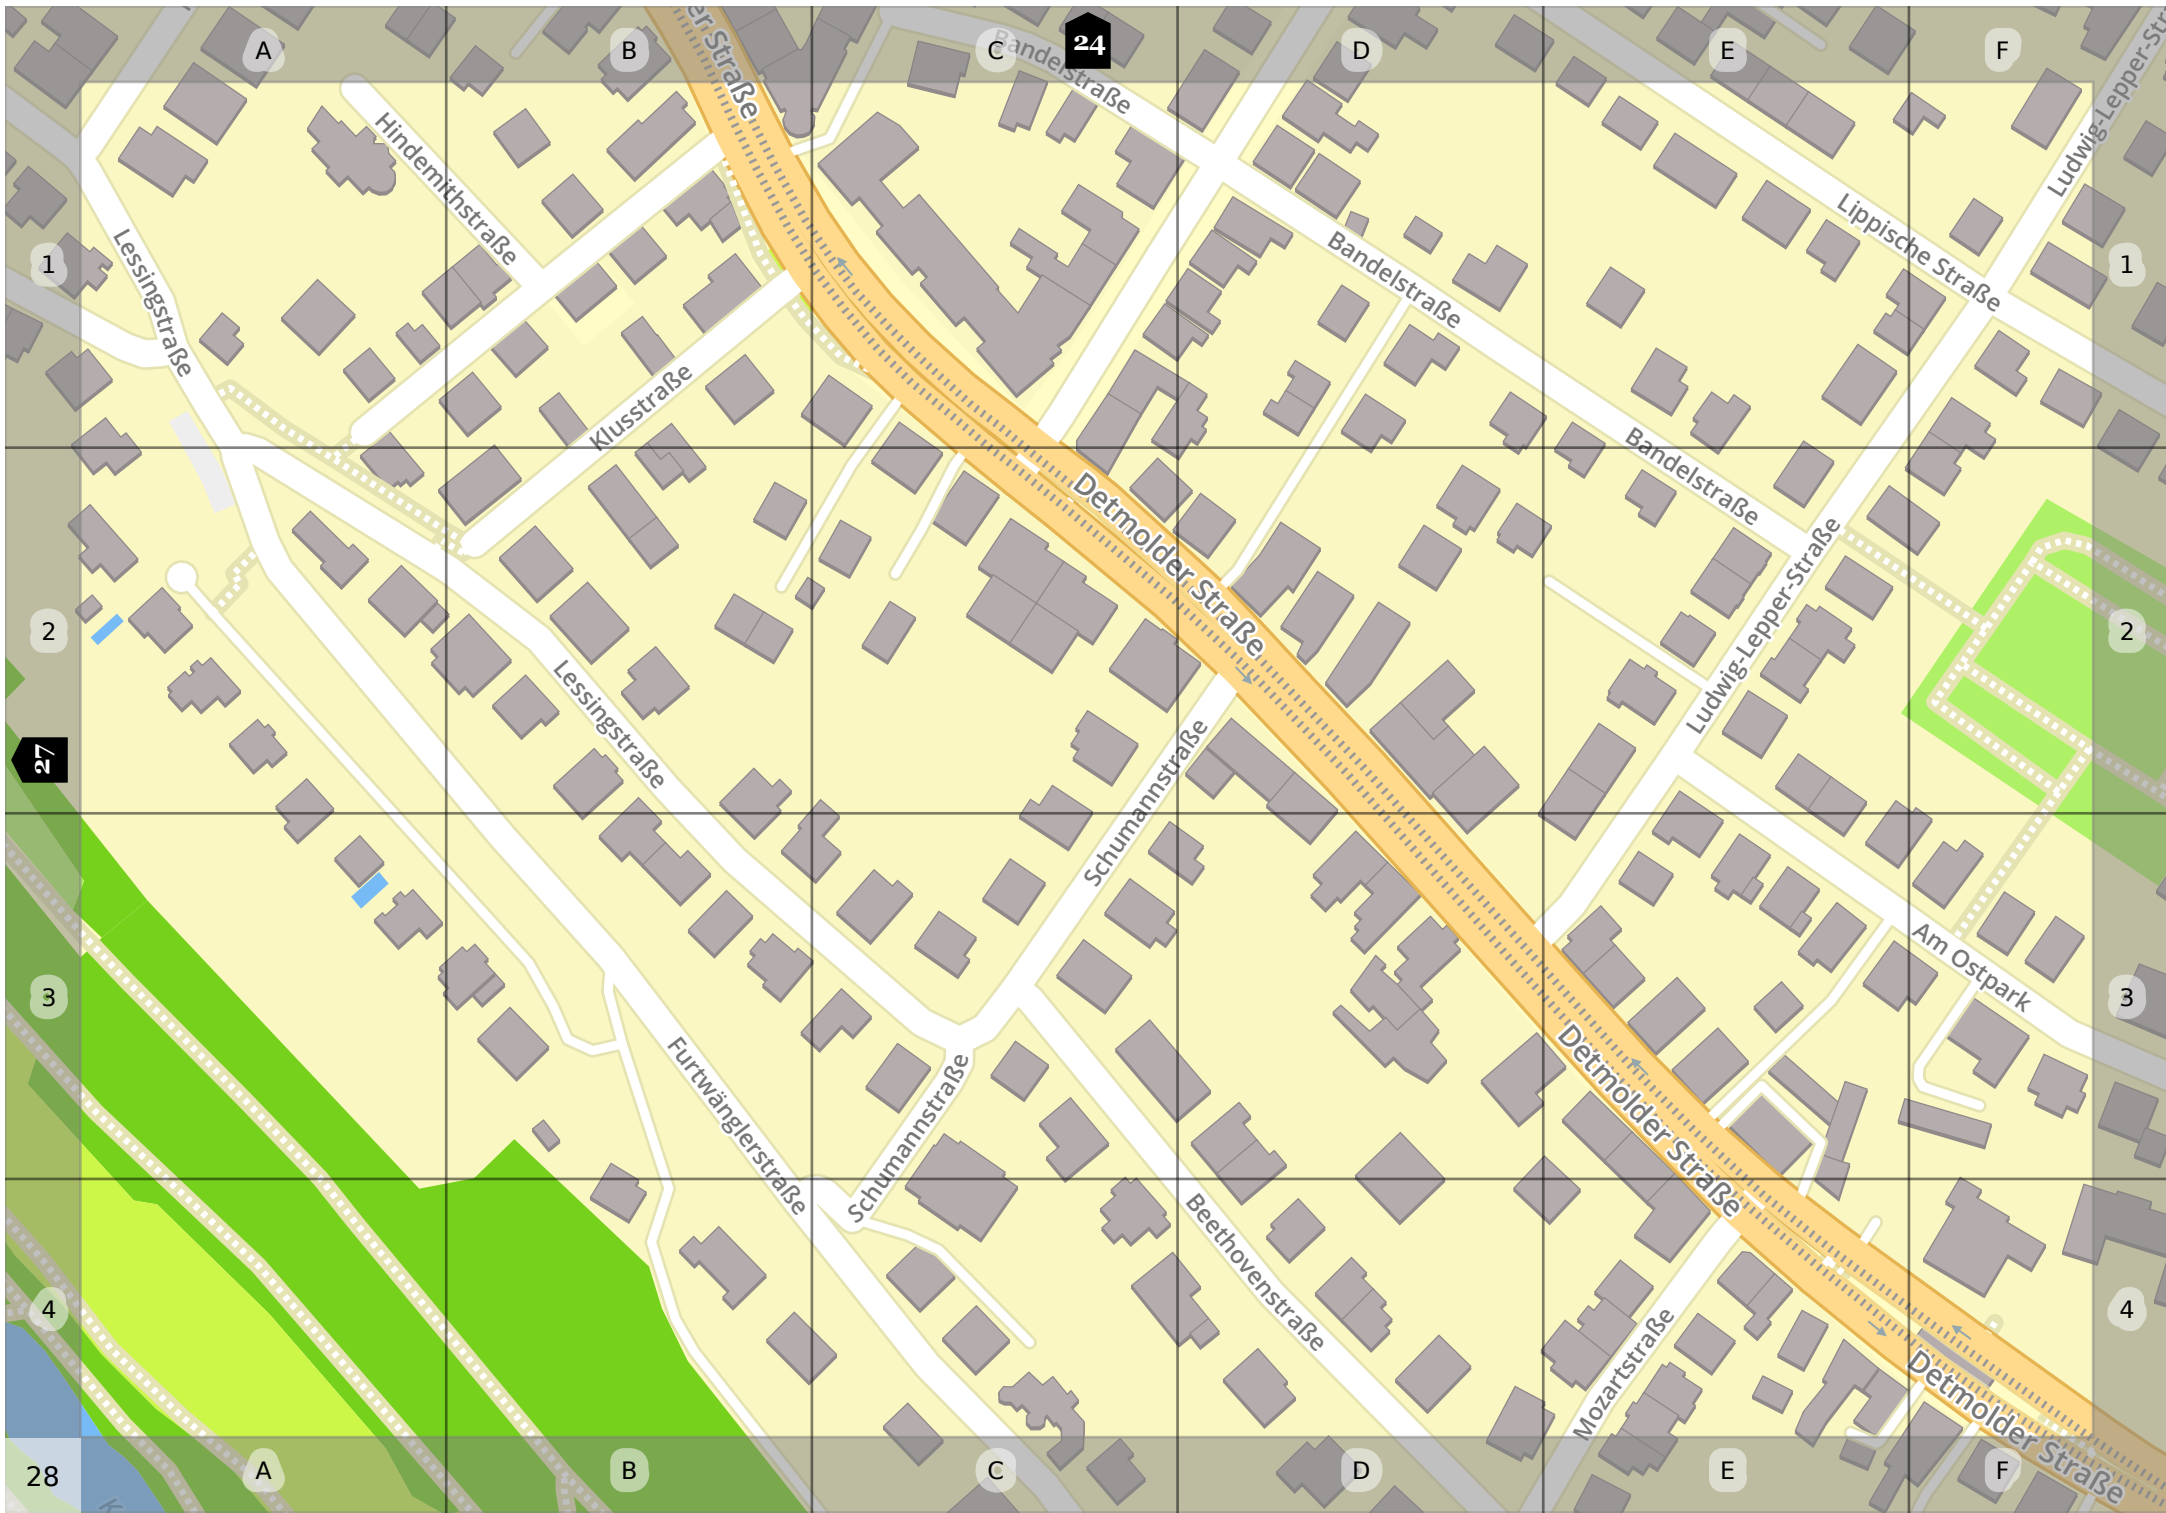 A
B
C
24
D
E
F
er Straße
Bandelstraße
Ludwig-Lepper-Str
Hindemithstraße
Lippische Straße
1
Lessingstraße
Bandelstraße
1
Klusstraße
Bandelstraße
Detmolder Straße
Ludwig-Lepper-Straße
2
Lessingstraße
2
27
Schumannstraße
Am Ostpark
3
3
Furtwänglerstraße
Schumannstraße
Detmolder Straße
Beethovenstraße
4
Mozartstraße
4
Detmolder Straße
28
A
B
C
D
E
F
K